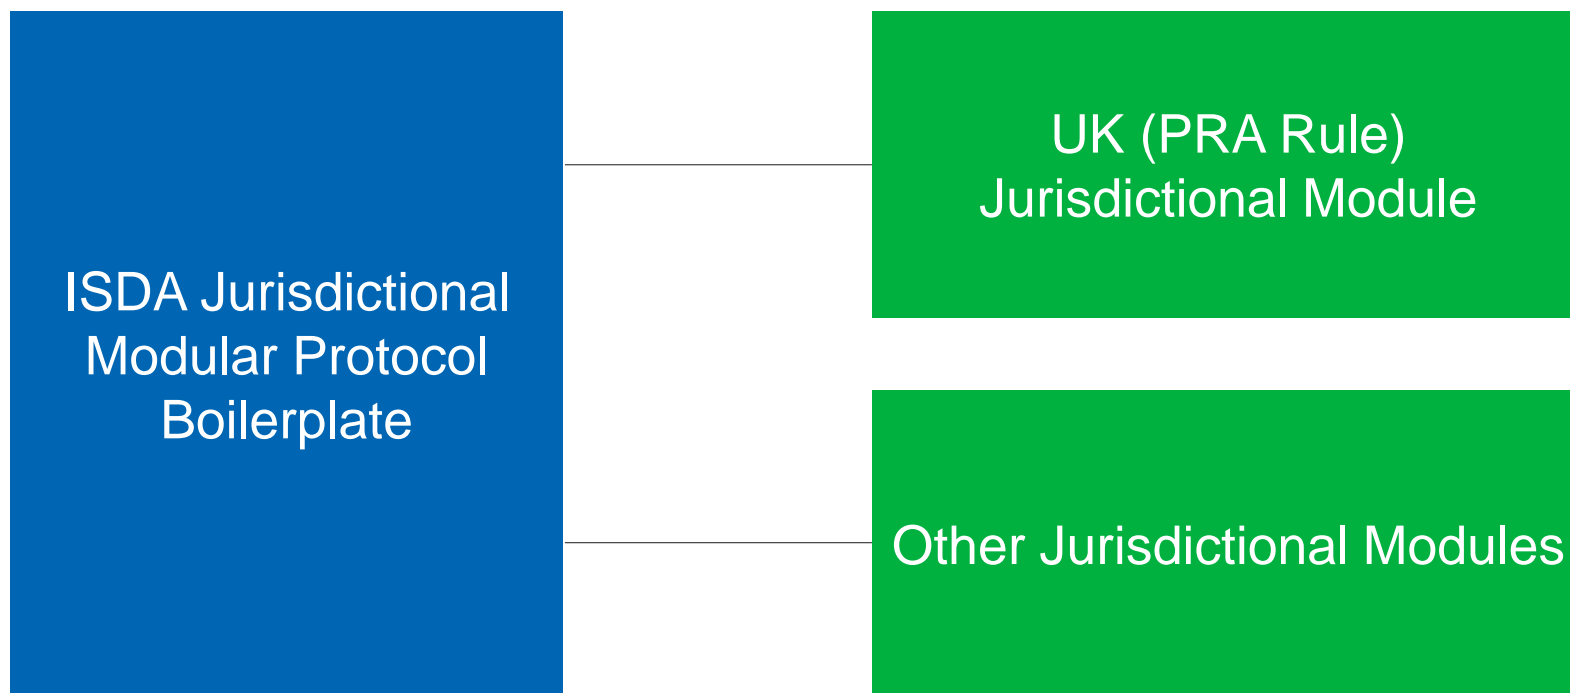 ISDA Jurisdictional
Modular Protocol
Boilerplate
UK (PRA Rule)
Jurisdictional Module
Other Jurisdictional Modules